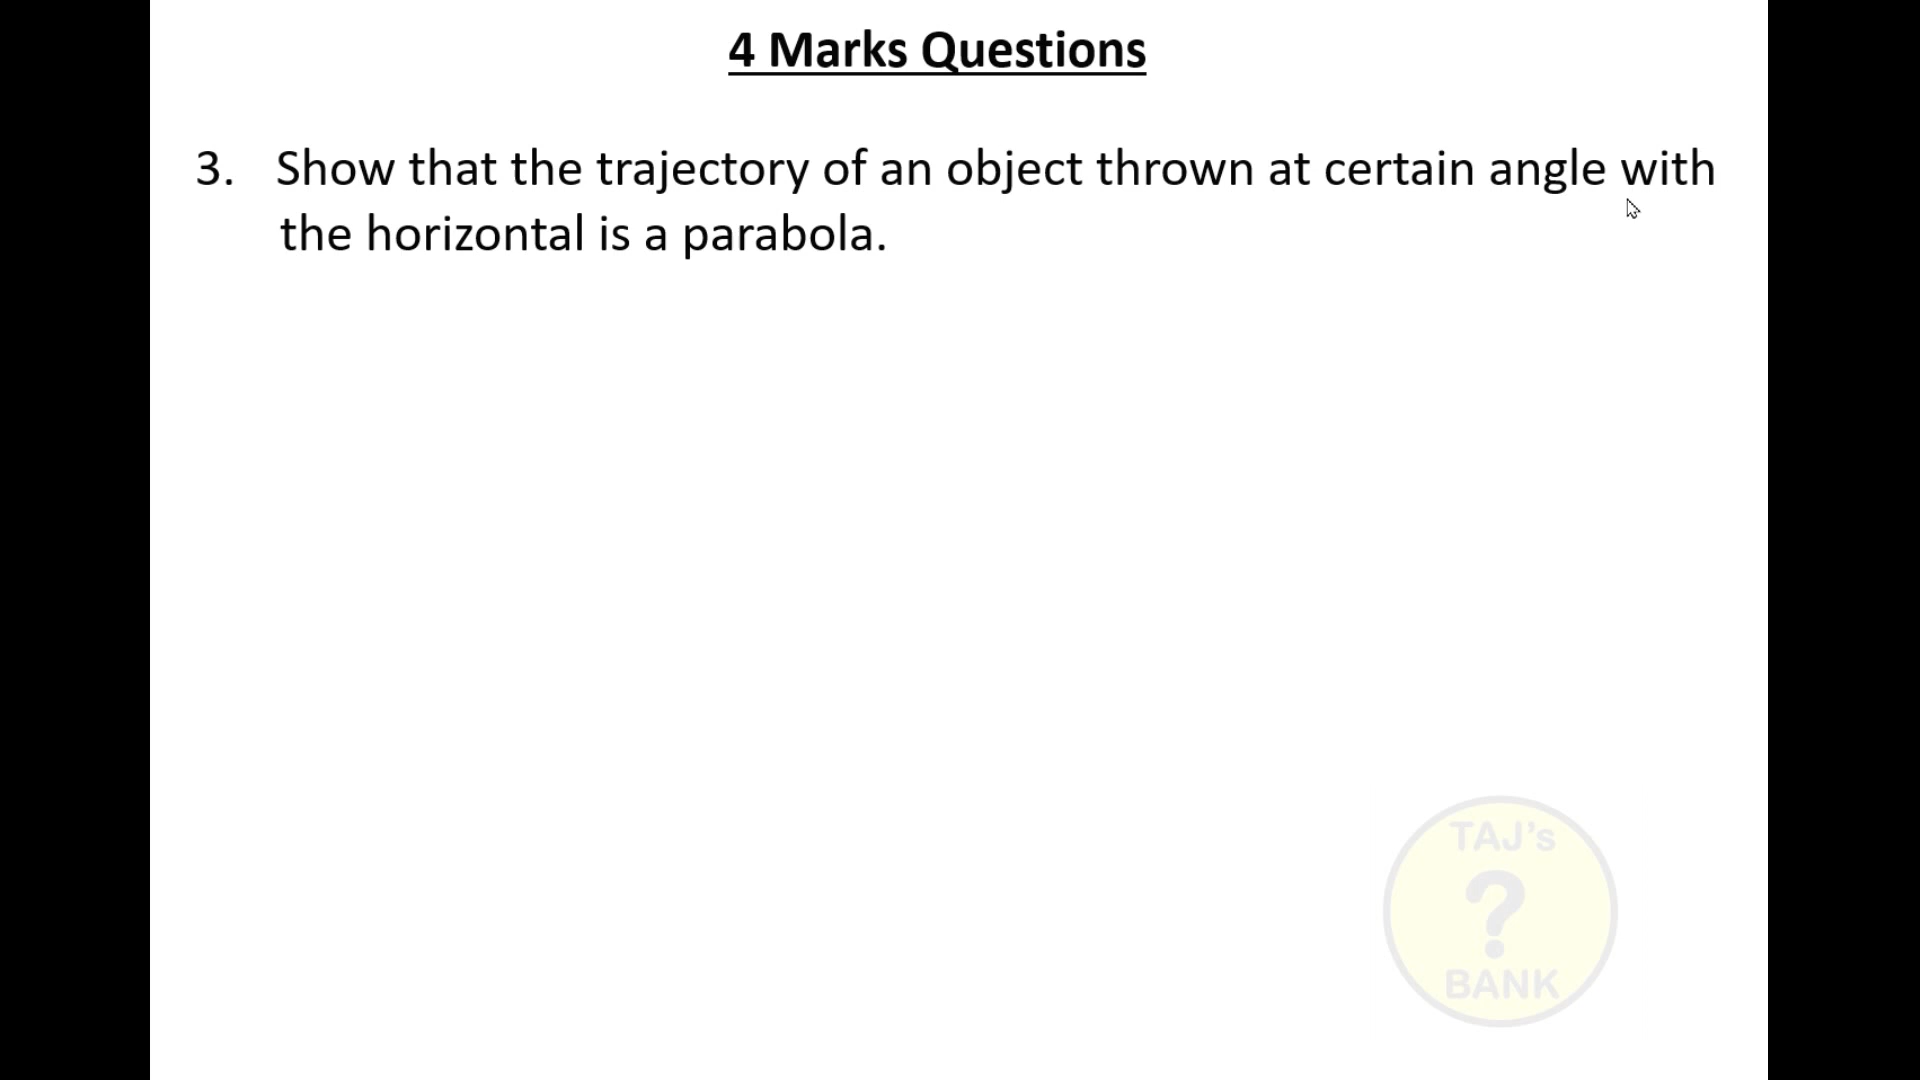 4 Marks Questions
3. Show that the trajectory of an object thrown at certain angle with
the horizontal is a parabola.
TAJ's
?
BANK